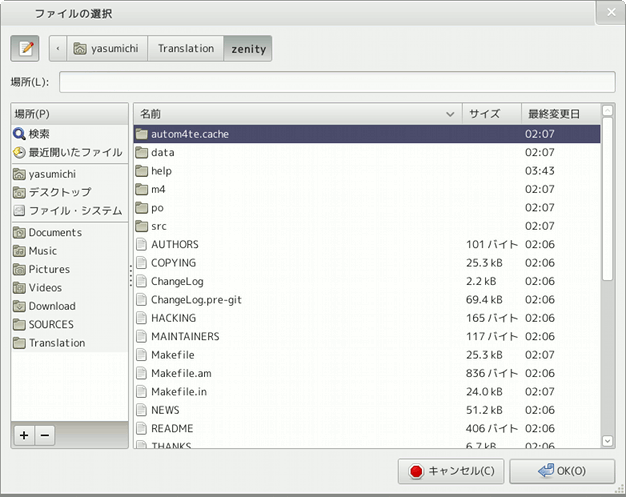 ファイルの選択
yasumichi Translation zenity
場所(L):
場所(P) 名前 サイズ 最終変更日
検索 autom4te.cache 02:07
最近開いたファイル data 02:07
yasumichi help 03:43
デスクトップ m4 02:07
ファイル・システム po 02:07
src 02:07
Documents AUTHORS 101 バイト 02:06
Music COPYING 25.3 kB 02:06
Pictures ChangeLog 2.2 kB 02:06
Videos ChangeLog.pre-git 69.4 kB 02:06
Download HACKING 165 バイト 02:06
SOURCES MAINTAINERS 117 バイト 02:06
Translation Makefile 25.3 kB 02:07
Makefile.am 836 バイト 02:06
Makefile.in 24.0 kB 02:07
NEWS 51.2 kB 02:06
README 406 バイト 02:06
THANKS 6.7 kB 02:06
キャンセル(C) OK(O)